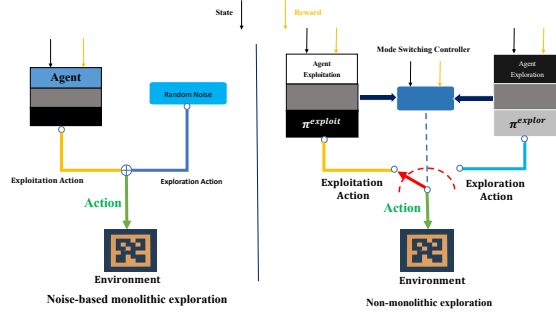 State
Reward
Agent
Random Noise
Exploitation Action
Exploration Action
Action
Environment
Noise-based monolithic exploration
Agent
Exploitation
π^exploit
Mode Switching Controller
Agent
Exploration
π^explor
Exploitation
Action
Exploration
Action
Action
Environment
Non-monolithic exploration